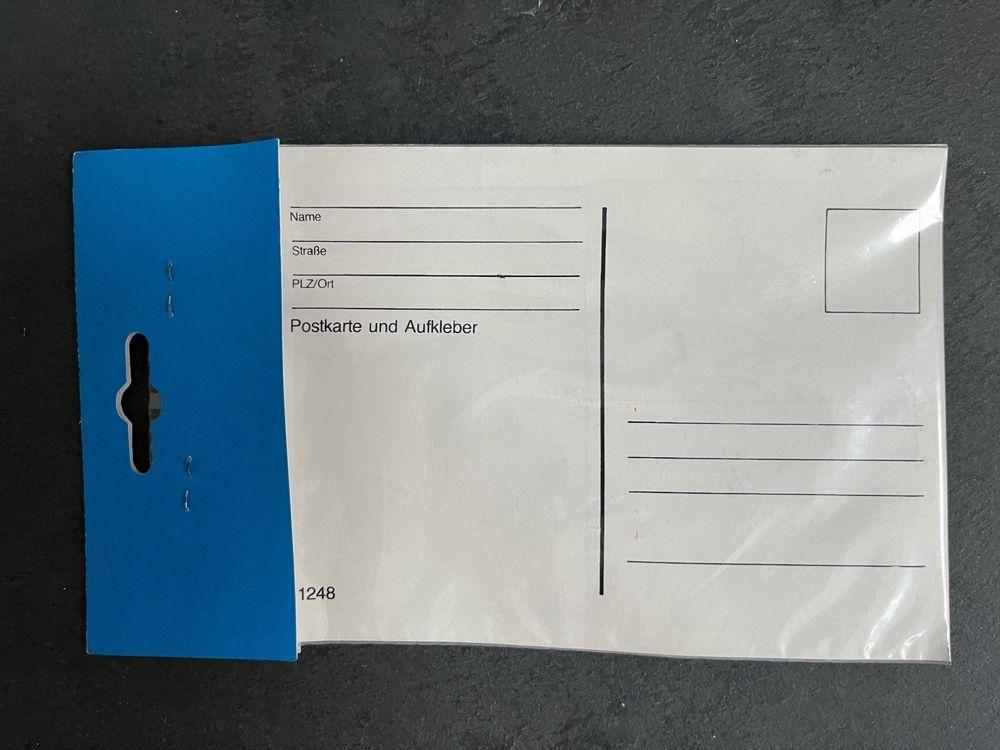 Name
Straße
PLZ/Ort
Postkarte und Aufkleber
1248